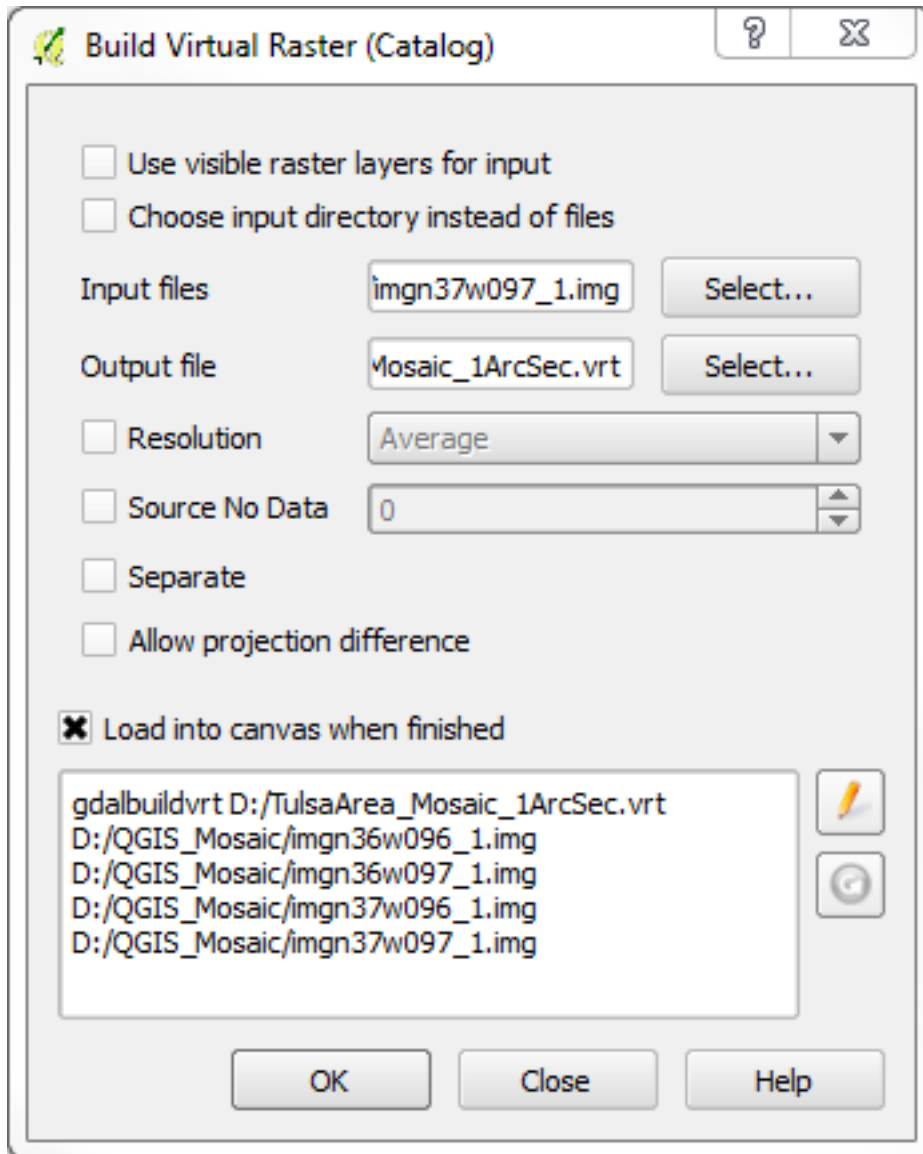 Build Virtual Raster (Catalog)
Use visible raster layers for input
Choose input directory instead of files
Input files imgn37w097_1.img Select...
Output file Mosaic_1ArcSec.vrt Select...
Resolution Average
Source No Data 0
Separate
Allow projection difference
Load into canvas when finished
gdalbuildvrt D:/TulsaArea_Mosaic_1ArcSec.vrt
D:/QGIS_Mosaic/imgn36w096_1.img
D:/QGIS_Mosaic/imgn36w097_1.img
D:/QGIS_Mosaic/imgn37w096_1.img
D:/QGIS_Mosaic/imgn37w097_1.img
OK Close Help